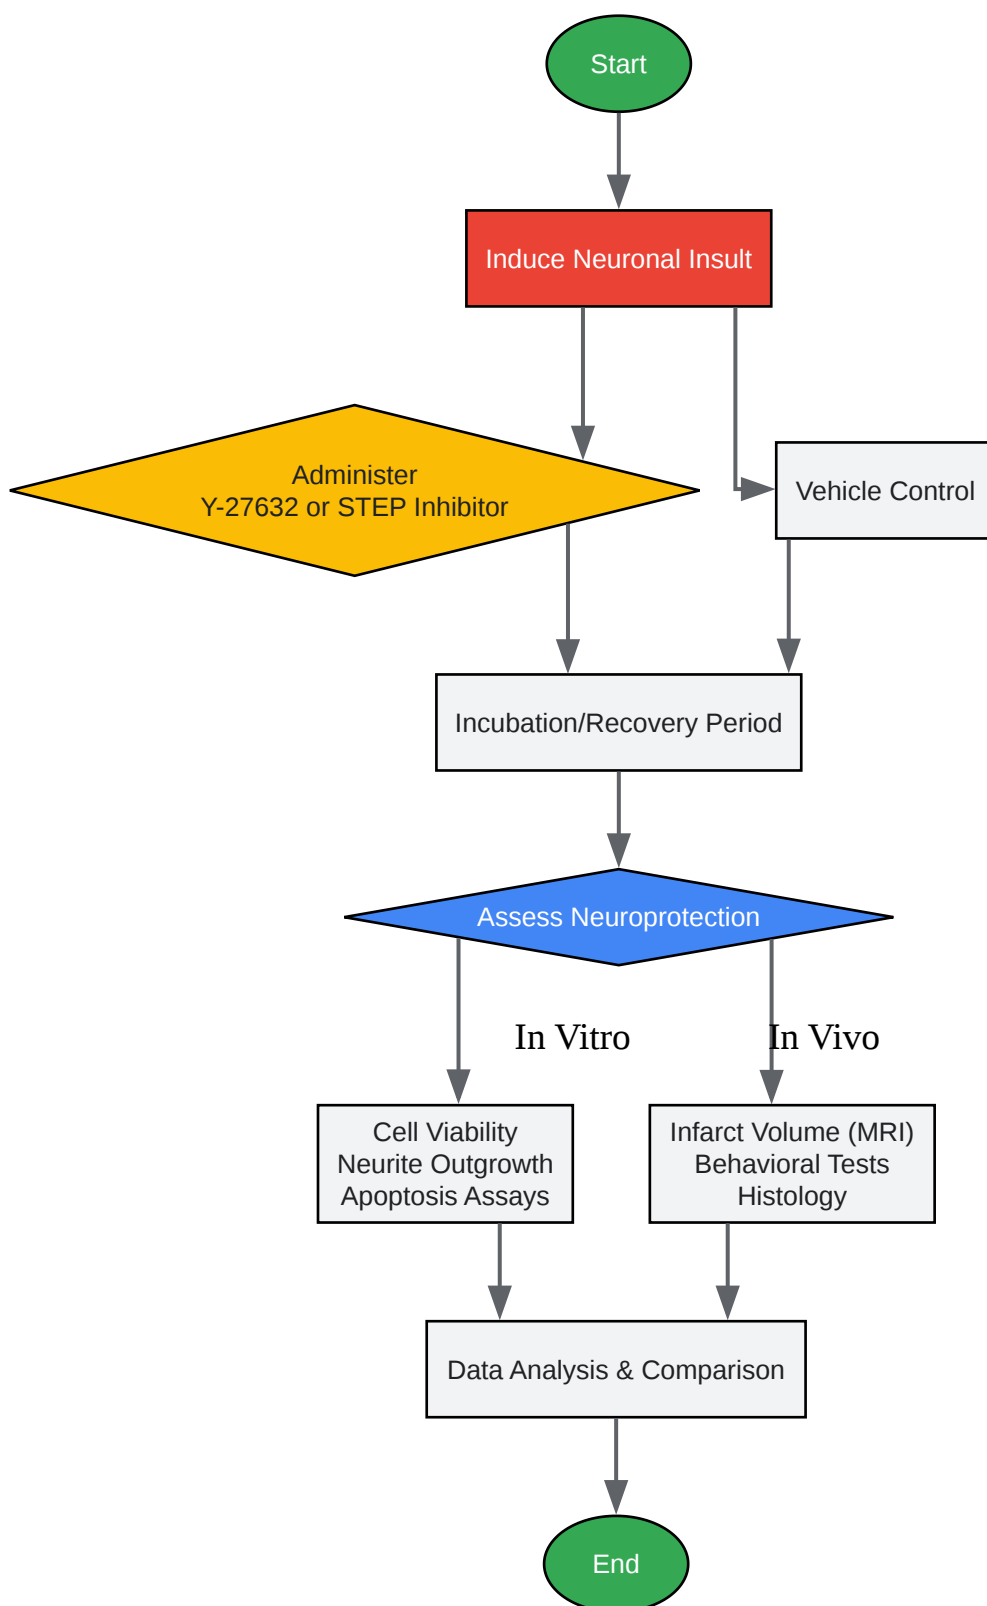 Start
Induce Neuronal Insult
Administer
Y-27632 or STEP Inhibitor
Vehicle Control
Incubation/Recovery Period
Assess Neuroprotection
In Vitro
In Vivo
Cell Viability
Neurite Outgrowth
Apoptosis Assays
Infarct Volume (MRI)
Behavioral Tests
Histology
Data Analysis & Comparison
End